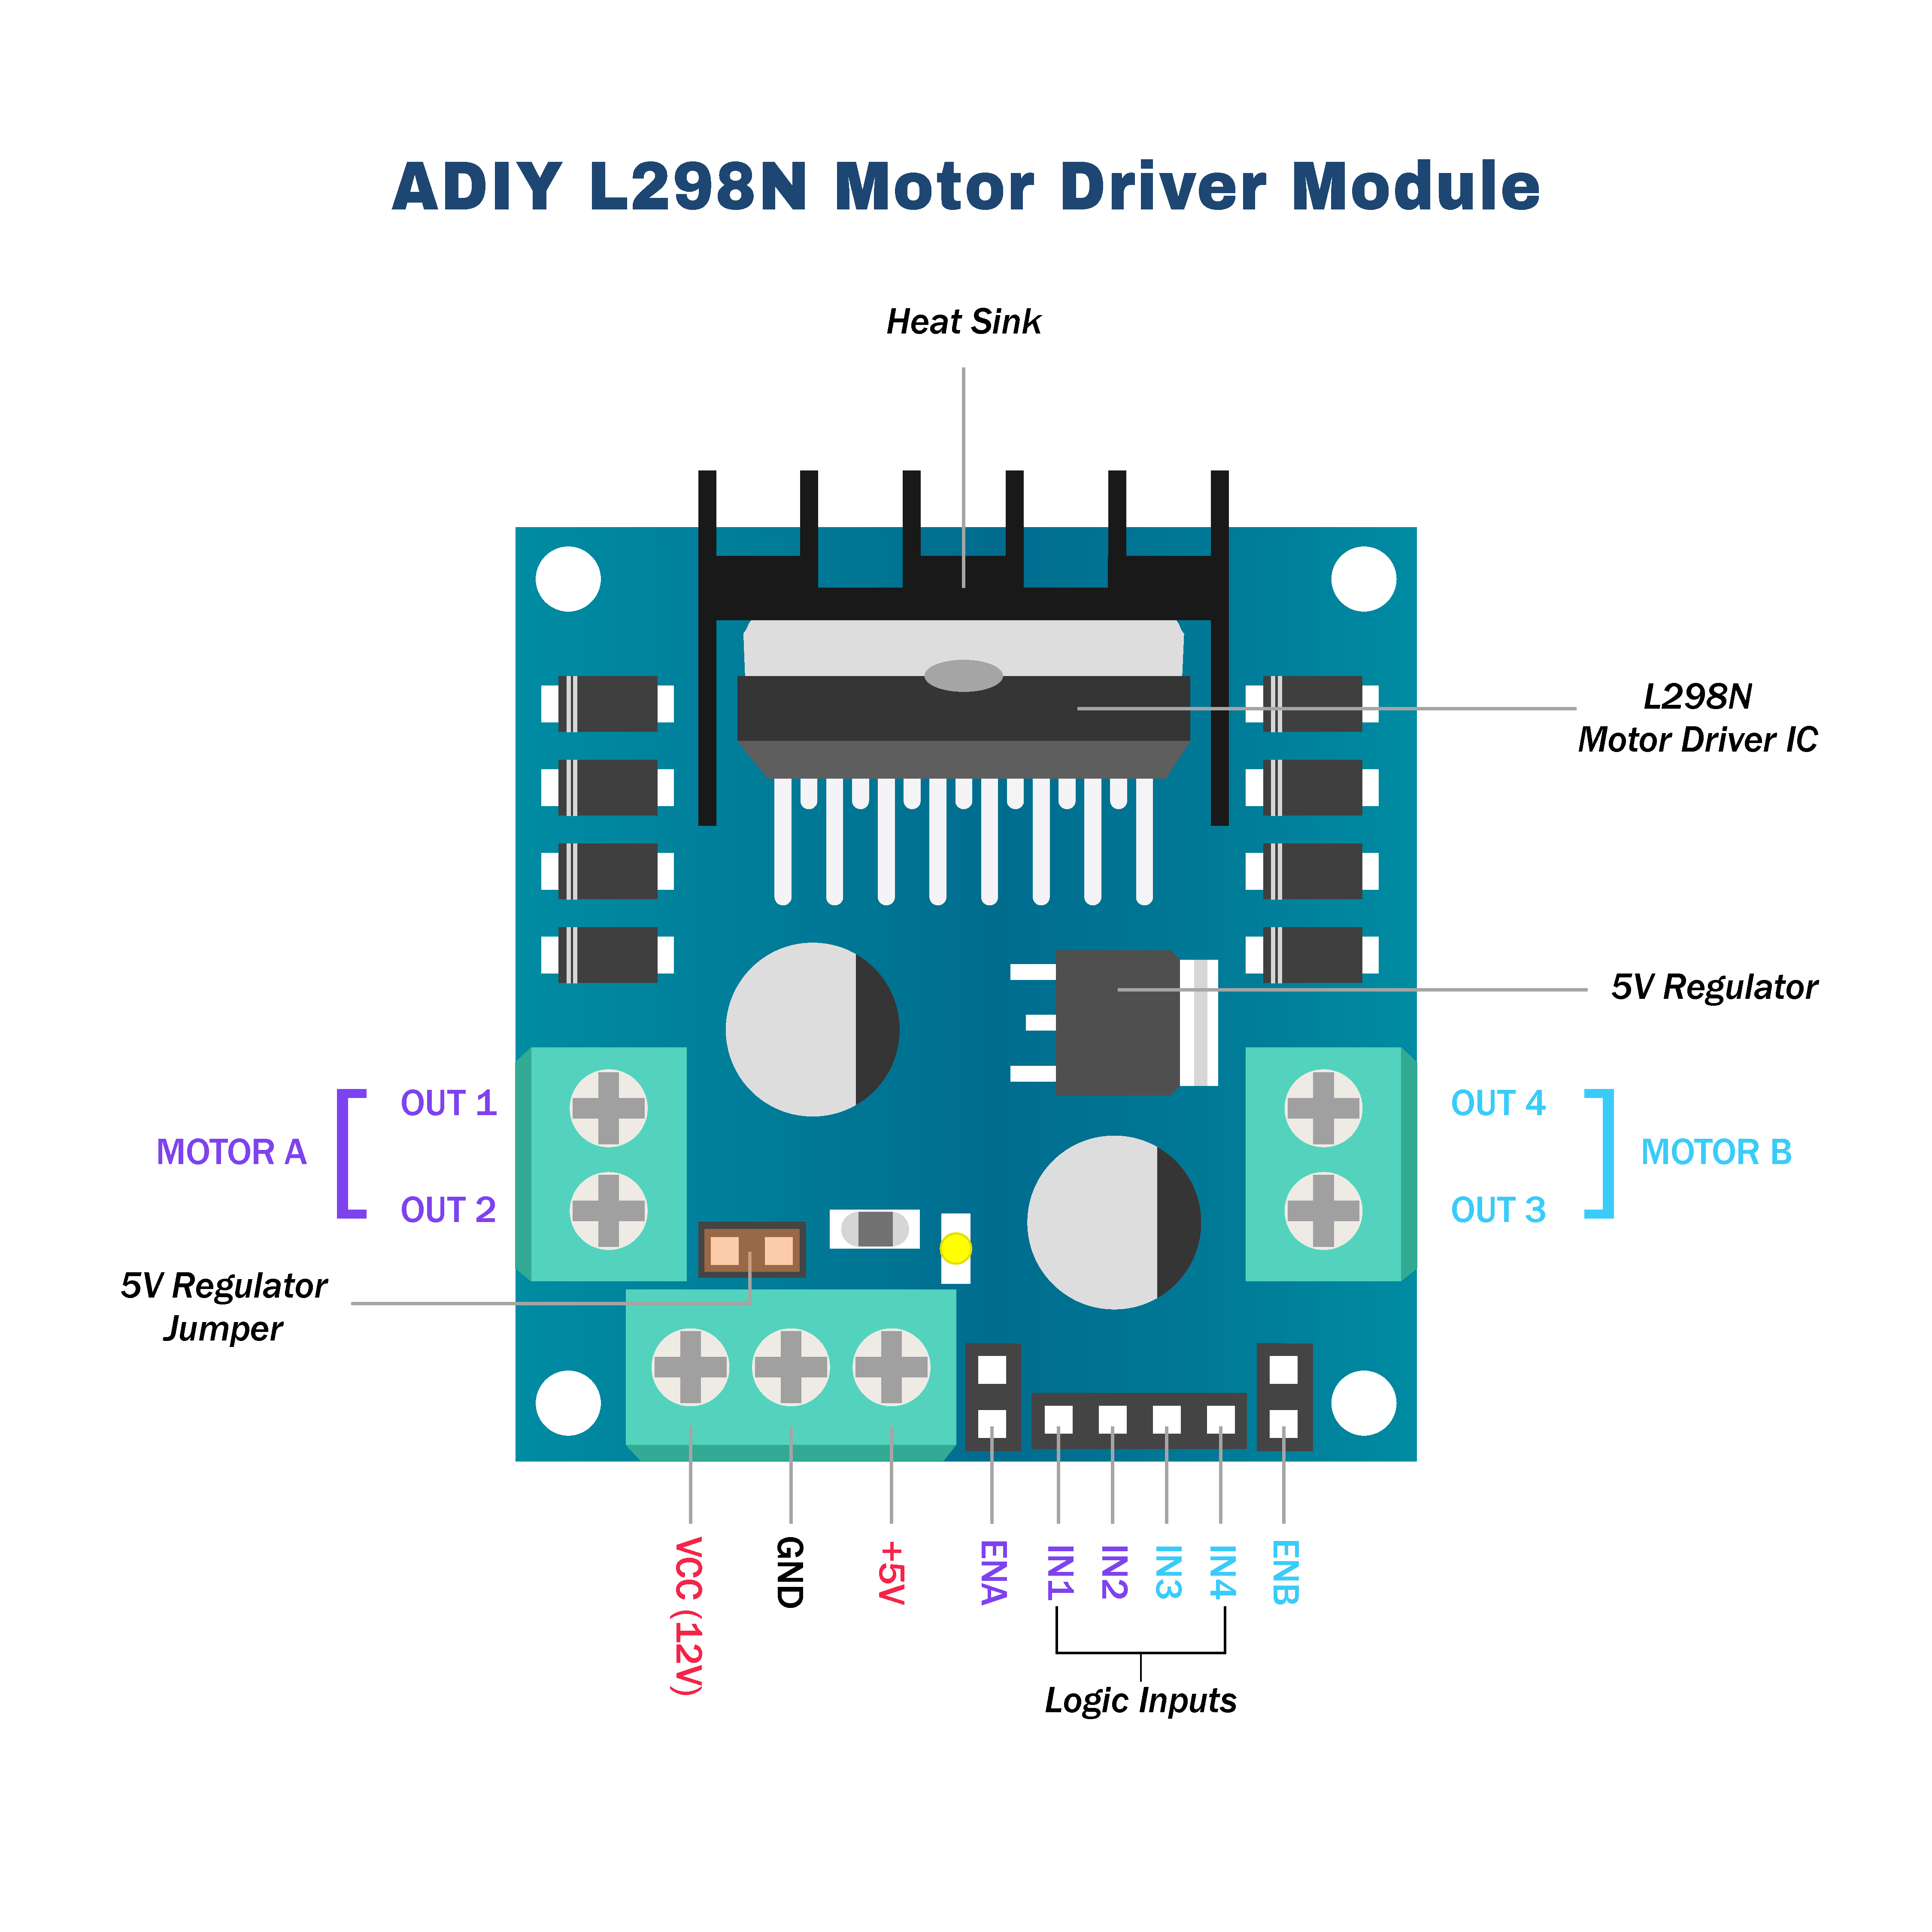 ADIY L298N Motor Driver Module
Heat Sink
L298N
Motor Driver IC
5V Regulator
MOTOR A
OUT 1
OUT 2
OUT 4
OUT 3
MOTOR B
5V Regulator
Jumper
VCC (12V)
GND
+5V
ENA
IN1
IN2
IN3
IN4
ENB
Logic Inputs